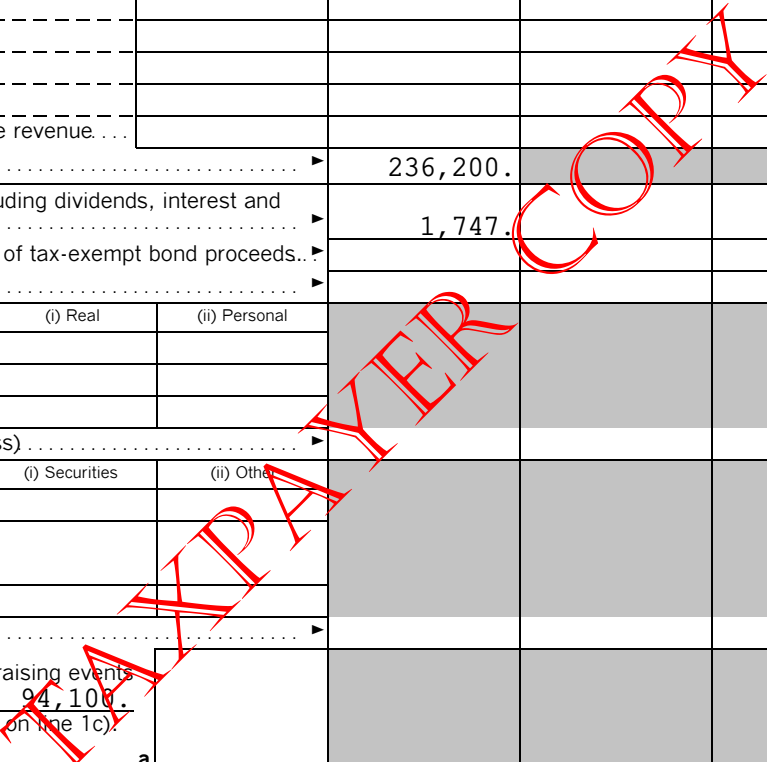 e revenue. . . .
236,200.
uding dividends, interest and
1,747.
of tax-exempt bond proceeds. . .
(i) Real (ii) Personal
ss)
(i) Securities (ii) Other
raising events
94,100.
on line 1c).
a
TAXPAYER COPY